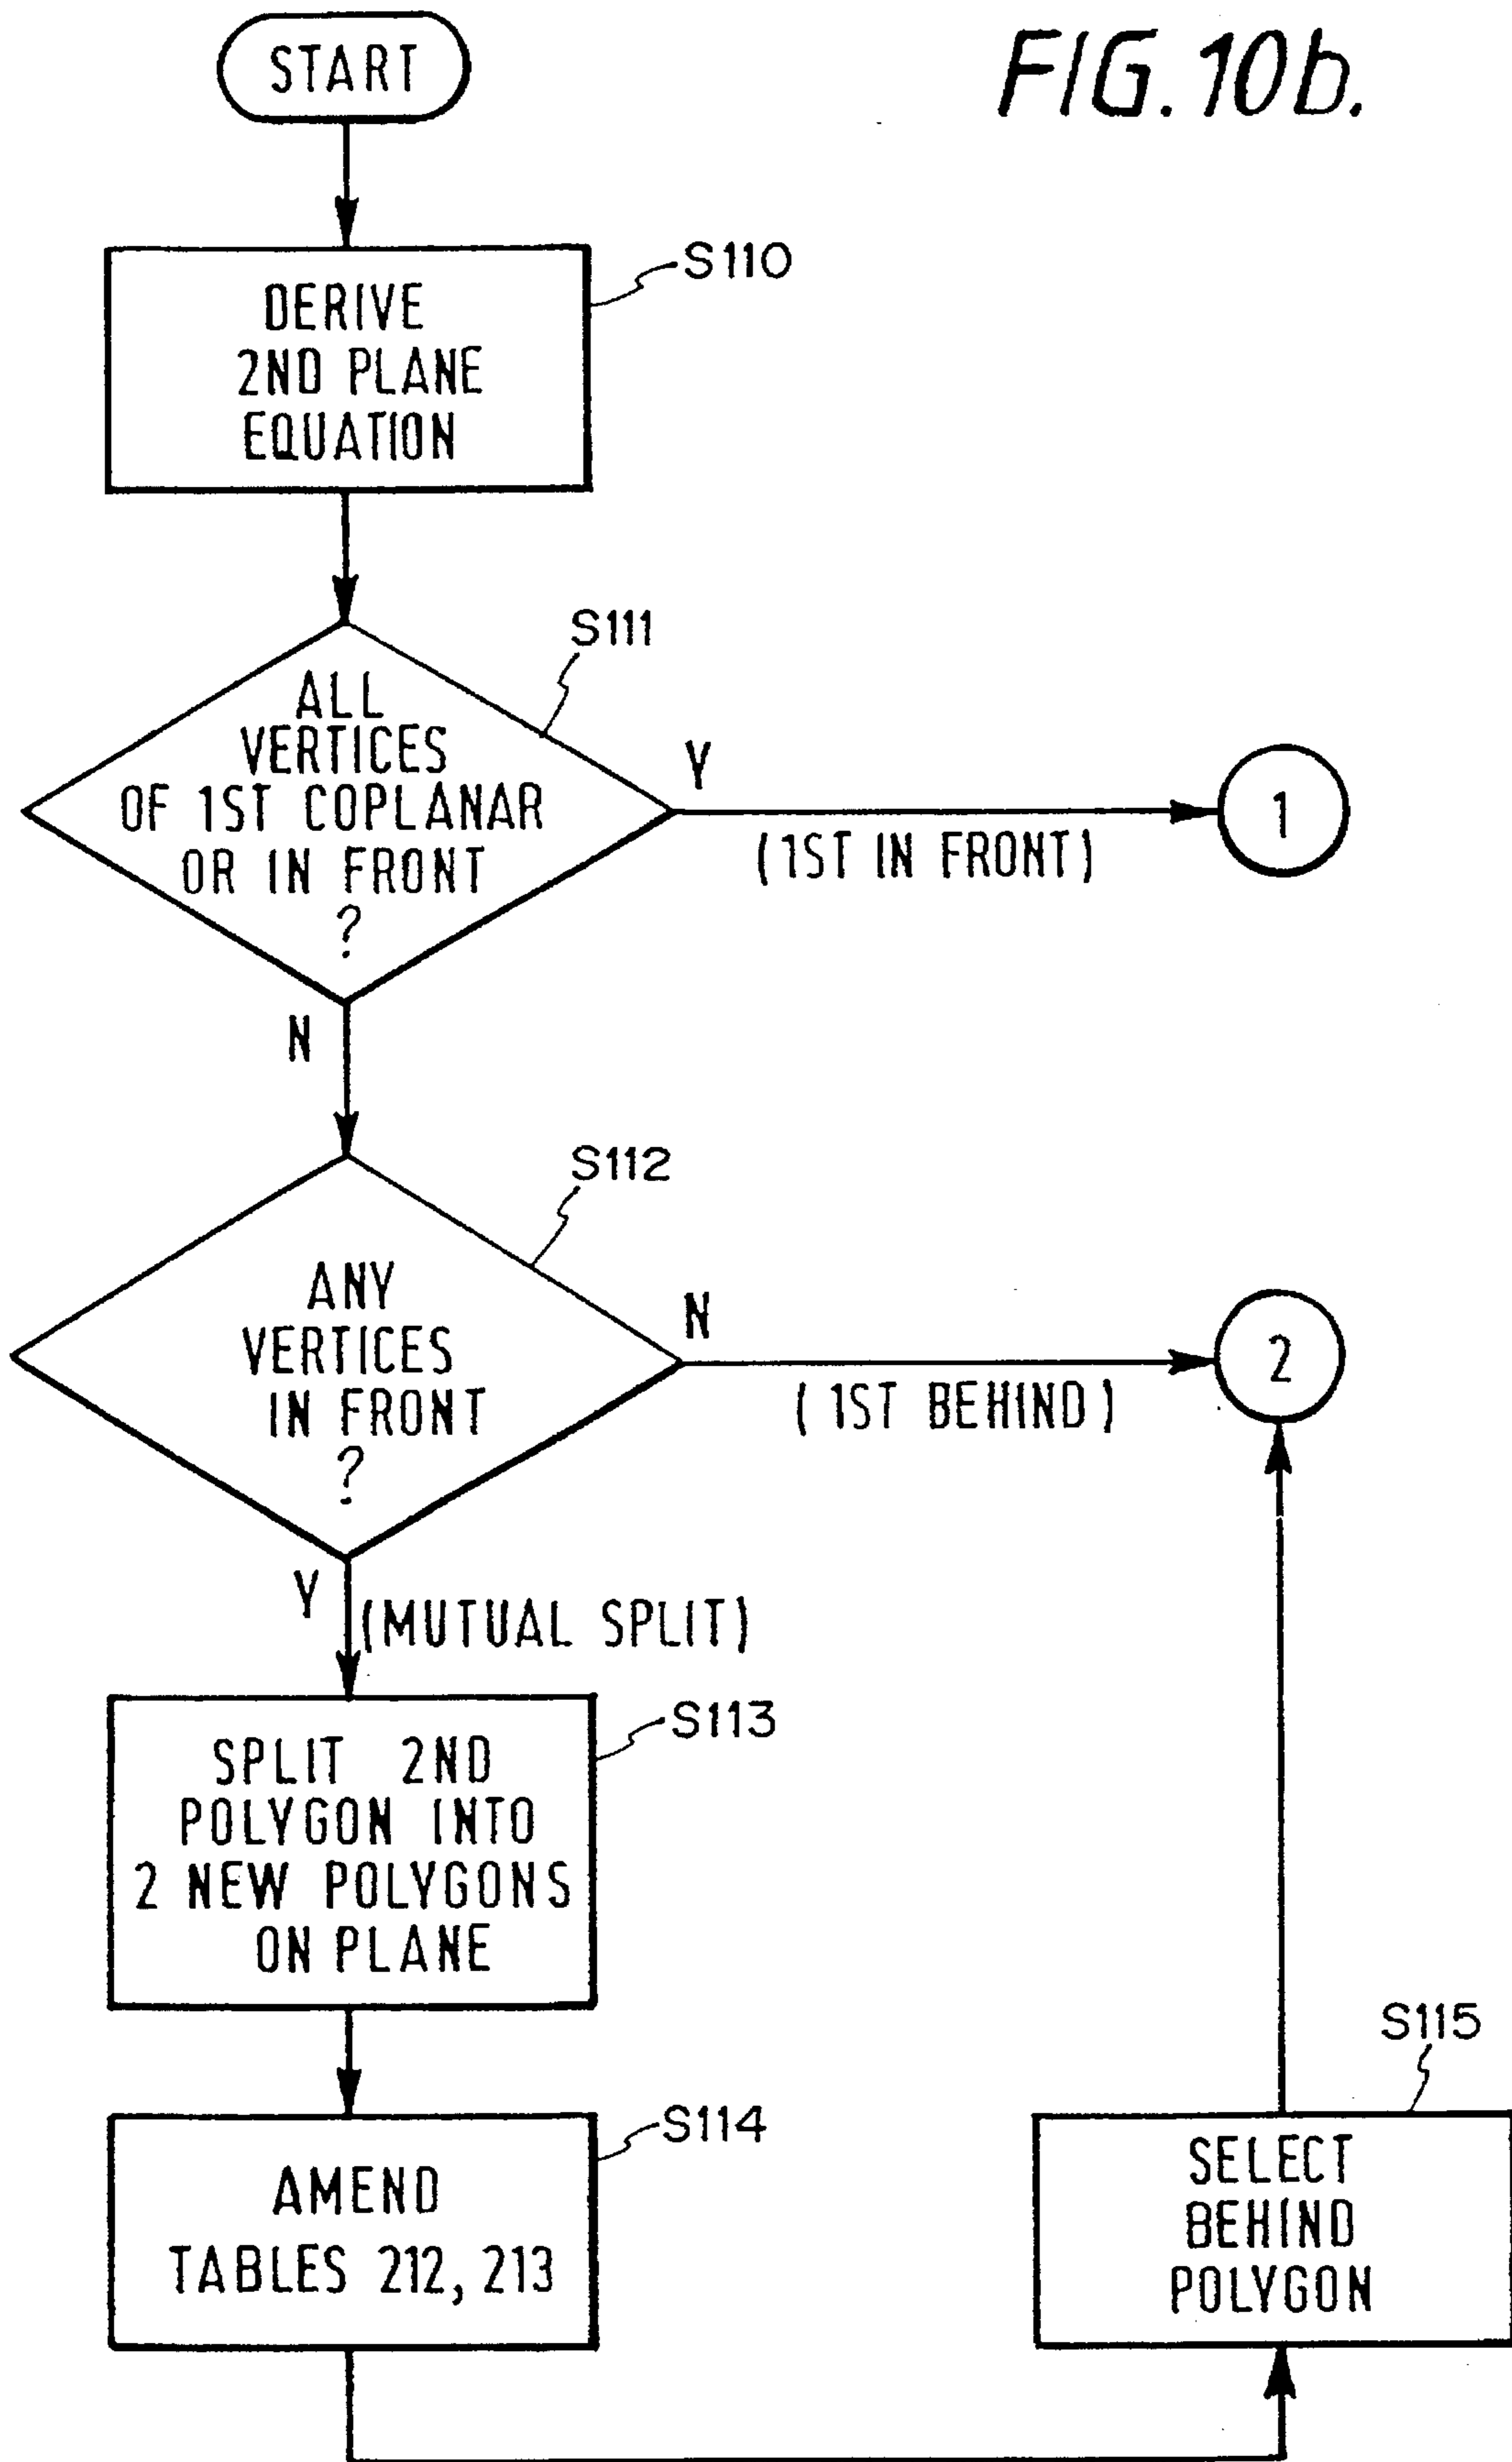 FIG. 10b.
START
S110
DERIVE
2ND PLANE
EQUATION
S111
ALL
VERTICES
OF 1ST COPLANAR
OR IN FRONT
?
Y
(1ST IN FRONT)
1
N
S112
ANY
VERTICES
IN FRONT
?
N
(1ST BEHIND)
2
Y
(MUTUAL SPLIT)
S113
SPLIT 2ND
POLYGON INTO
2 NEW POLYGONS
ON PLANE
S114
AMEND
TABLES 212, 213
S115
SELECT
BEHIND
POLYGON